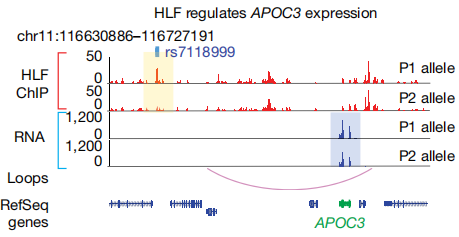 HLF regulates APOC3 expression
chr11:116630886–116727191
rs7118999
HLF
ChIP
50
0
P1 allele
50
0
P2 allele
RNA
1,200
0
P1 allele
1,200
0
P2 allele
Loops
RefSeq
genes
APOC3